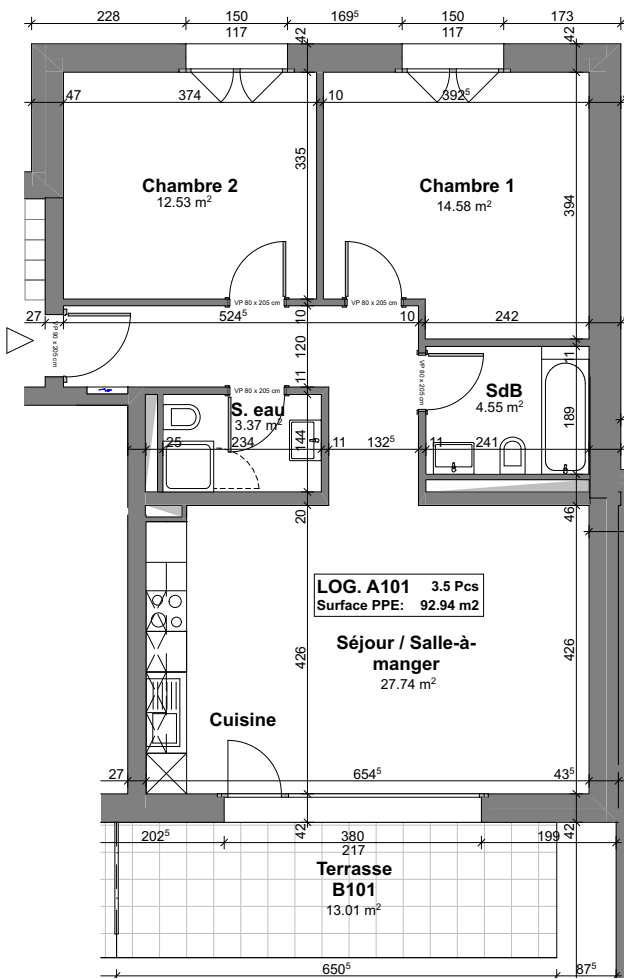 228 150 169⁵ 150 173
117 42 117 42
47 374 10 392⁵
335
Chambre 2
12.53 m²
Chambre 1
14.58 m²
394
VP 80 x 205 cm VP 80 x 205 cm
27 524⁵ 10 10 242
VP 90 x 205 cm
120
11
VP 80 x 205 cm
VP 80 x 205 cm
11
S. eau
3.37 m²
SdB
4.55 m²
189
144
25 234 11 132⁵ 11 241
20 46
LOG. A101 3.5 Pcs
Surface PPE: 92.94 m2
Séjour / Salle-à-
manger
27.74 m²
426 426
Cuisine
27 654⁵ 43⁵
202⁵ 42 380 199 42
217
Terrasse
B101
13.01 m²
650⁵ 87⁵